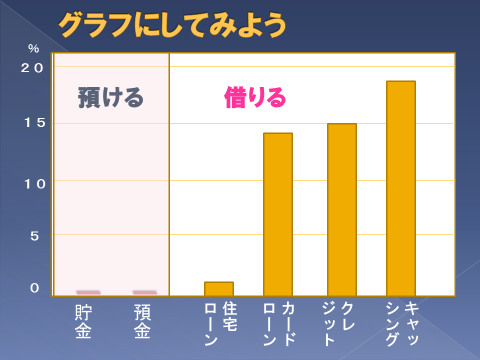 グラフにしてみよう
%
20
15
10
5
0
預ける
借りる
貯金
預金
住宅ローン
カードローン
クレジット
キャッシング